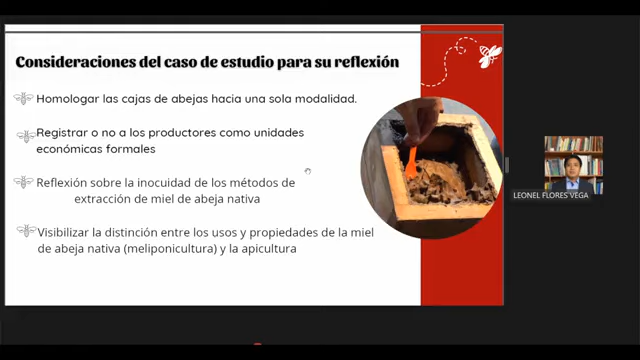 Consideraciones del caso de estudio para su reflexión
Homologar las cajas de abejas hacia una sola modalidad.
Registrar o no a los productores como unidades
económicas formales
Reflexión sobre la inocuidad de los métodos de
extracción de miel de abeja nativa
Visibilizar la distinción entre los usos y propiedades de la miel
de abeja nativa (meliponicultura) y la apicultura
LEONEL FLORES VEGA